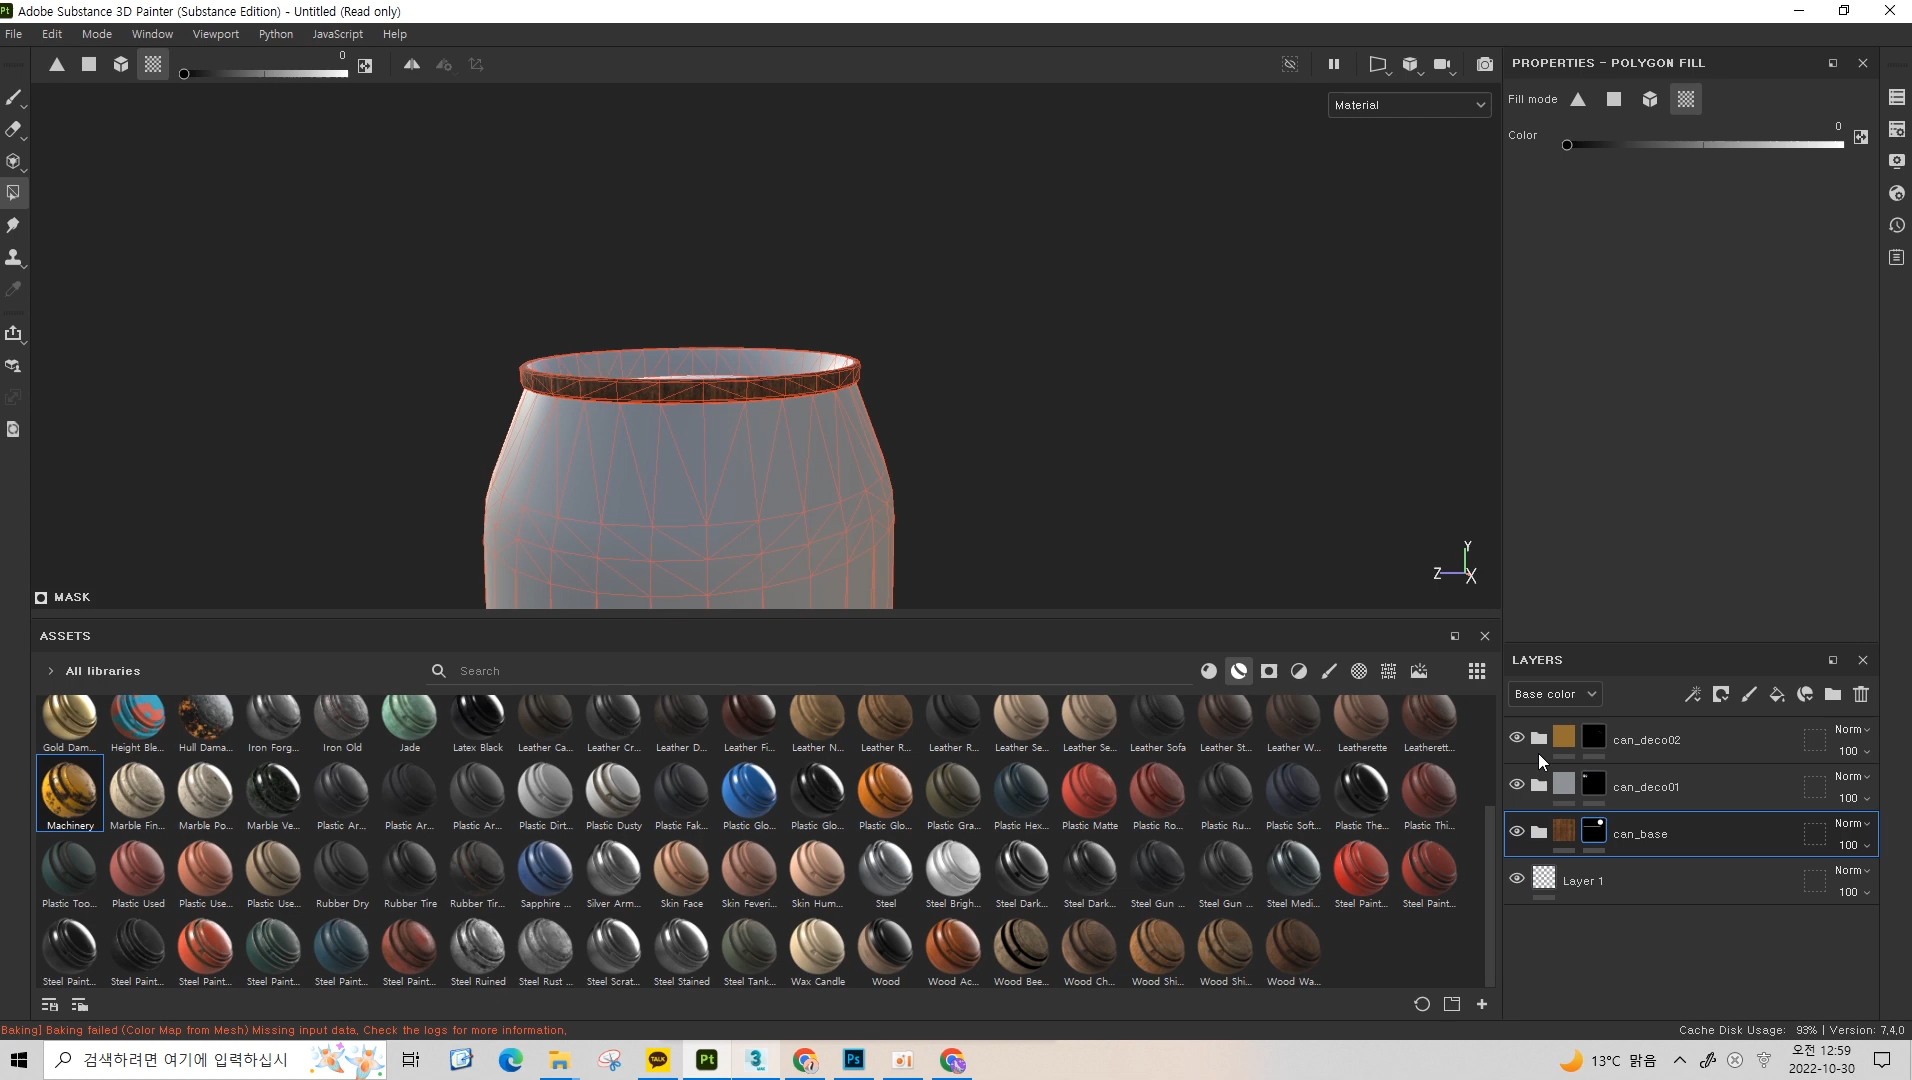 Pt Adobe Substance 3D Painter (Substance Edition) - Untitled (Read only)
File Edit Mode Window Viewport Python JavaScript Help
0
PROPERTIES - POLYGON FILL
Material
Fill mode
Color
0
Y
Z X
MASK
ASSETS
All libraries
Search
Gold Dam... Height Ble... Hull Dama... Iron Forg... Iron Old Jade Latex Black Leather Ca... Leather Cr... Leather D... Leather Fi... Leather N... Leather R... Leather R... Leather Se... Leather Se... Leather Sofa Leather St... Leather W... Leatherette Leatherett...
Machinery Marble Fin... Marble Po... Marble Ve... Plastic Ar... Plastic Ar... Plastic Ar... Plastic Dirt... Plastic Dusty Plastic Fak... Plastic Glo... Plastic Glo... Plastic Glo... Plastic Gra... Plastic Hex... Plastic Matte Plastic Ro... Plastic Ru... Plastic Soft... Plastic The... Plastic Thi...
Plastic Too... Plastic Used Plastic Use... Plastic Use... Rubber Dry Rubber Tire Rubber Tir... Sapphire ... Silver Arm... Skin Face Skin Feveri... Skin Hum... Steel Steel Brigh... Steel Dark... Steel Dark... Steel Gun ... Steel Gun ... Steel Medi... Steel Paint... Steel Paint...
Steel Paint... Steel Paint... Steel Paint... Steel Paint... Steel Paint... Steel Paint... Steel Ruined Steel Rust ... Steel Scrat... Steel Stained Steel Tank... Wax Candle Wood Wood Ac... Wood Bee... Wood Ch... Wood Shi... Wood Shi... Wood Wa...
LAYERS
Base color
can_deco02 Norm 100
can_deco01 Norm 100
can_base Norm 100
Layer 1 Norm 100
Baking] Baking failed (Color Map from Mesh) Missing input data, Check the logs for more information,
Cache Disk Usage: 93% | Version: 7,4,0
검색하려면 여기에 입력하십시
TALK
Pt
3
Ps
13°C 맑음
오전 12:59
2022-10-30